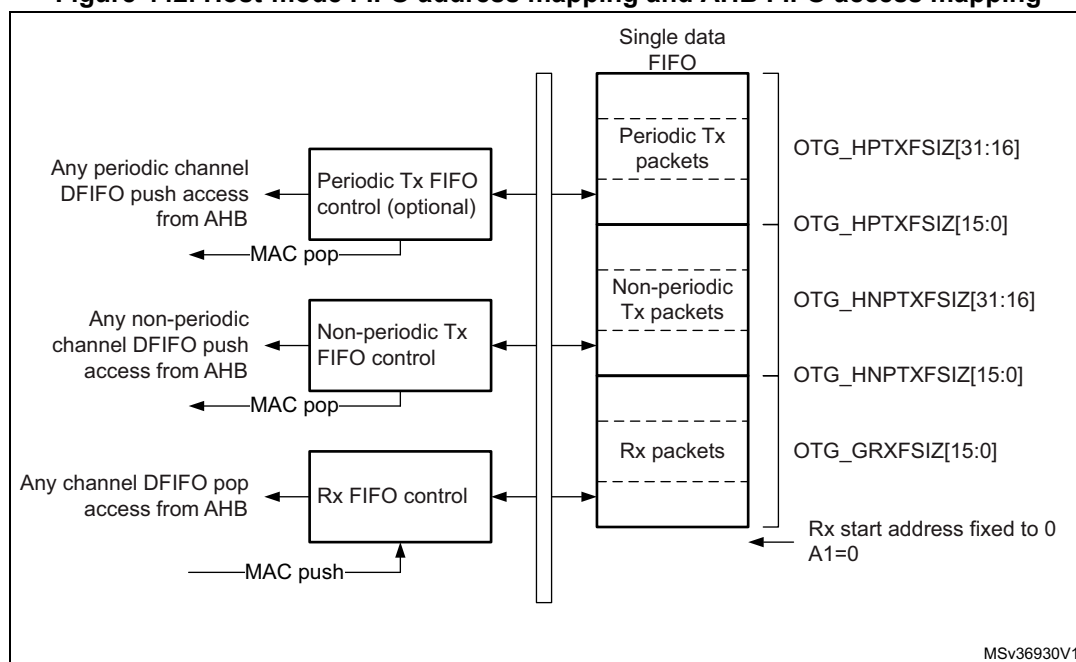 Figure 442. Host-mode FIFO address mapping and AHB FIFO access mapping
Single data
FIFO
Periodic Tx
packets
OTG_HPTXFSIZ[31:16]
Any periodic channel
DFIFO push access
from AHB
Periodic Tx FIFO
control (optional)
MAC pop
OTG_HPTXFSIZ[15:0]
Non-periodic
Tx packets
OTG_HNPTXFSIZ[31:16]
Any non-periodic
channel DFIFO push
access from AHB
Non-periodic Tx
FIFO control
MAC pop
OTG_HNPTXFSIZ[15:0]
Rx packets
OTG_GRXFSIZ[15:0]
Any channel DFIFO pop
access from AHB
Rx FIFO control
Rx start address fixed to 0
A1=0
MAC push
MSv36930V1